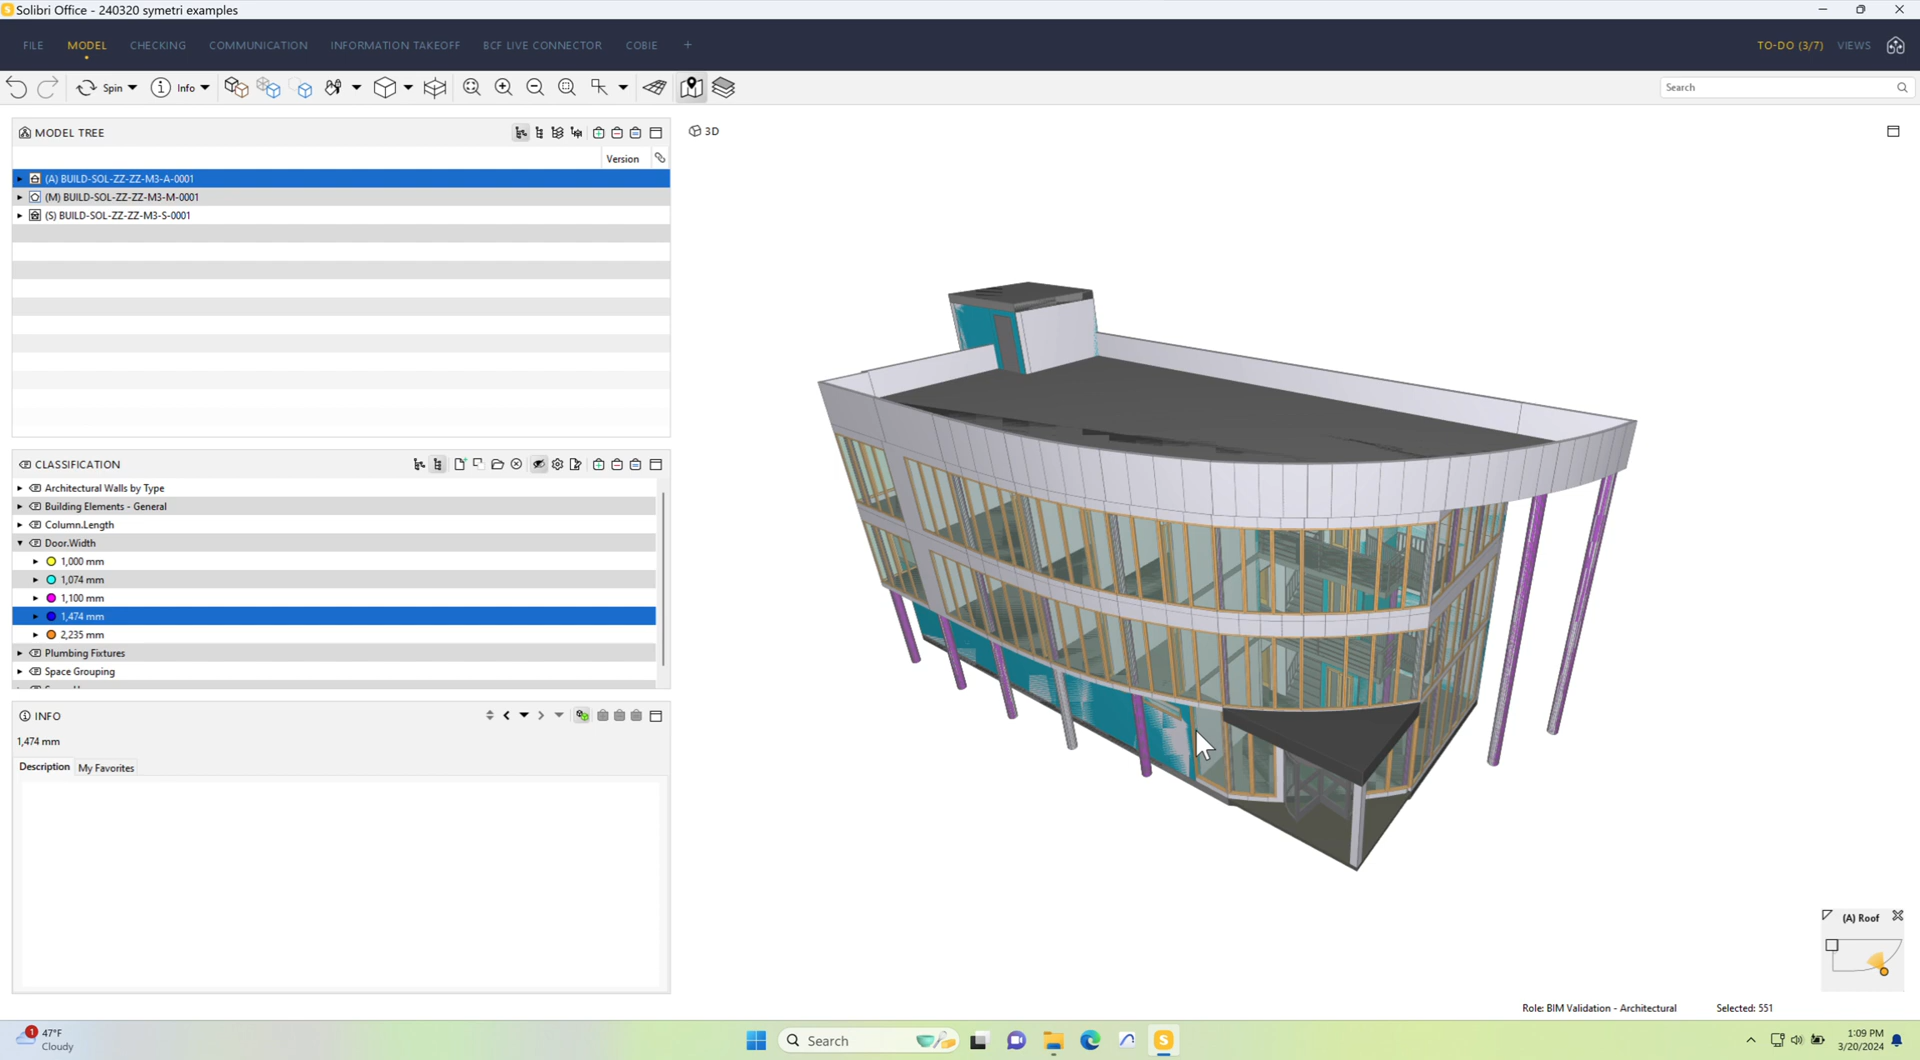 Solibri Office - 240320 symetri examples
FILE MODEL CHECKING COMMUNICATION INFORMATION TAKEOFF BCF LIVE CONNECTOR COBIE + TO-DO (3/7) VIEWS
Spin Info Search
MODEL TREE
3D
Version
(A) BUILD-SOL-ZZ-ZZ-M3-A-0001
(M) BUILD-SOL-ZZ-ZZ-M3-M-0001
(S) BUILD-SOL-ZZ-ZZ-M3-S-0001
CLASSIFICATION
Architectural Walls by Type
Building Elements - General
Column.Length
Door.Width
1,000 mm
1,074 mm
1,100 mm
1,474 mm
2,235 mm
Plumbing Fixtures
Space Grouping
INFO
1,474 mm
Description My Favorites
(A) Roof
Role: BIM Validation - Architectural Selected: 551
1
47°F
Cloudy
Search
1:09 PM
3/20/2024